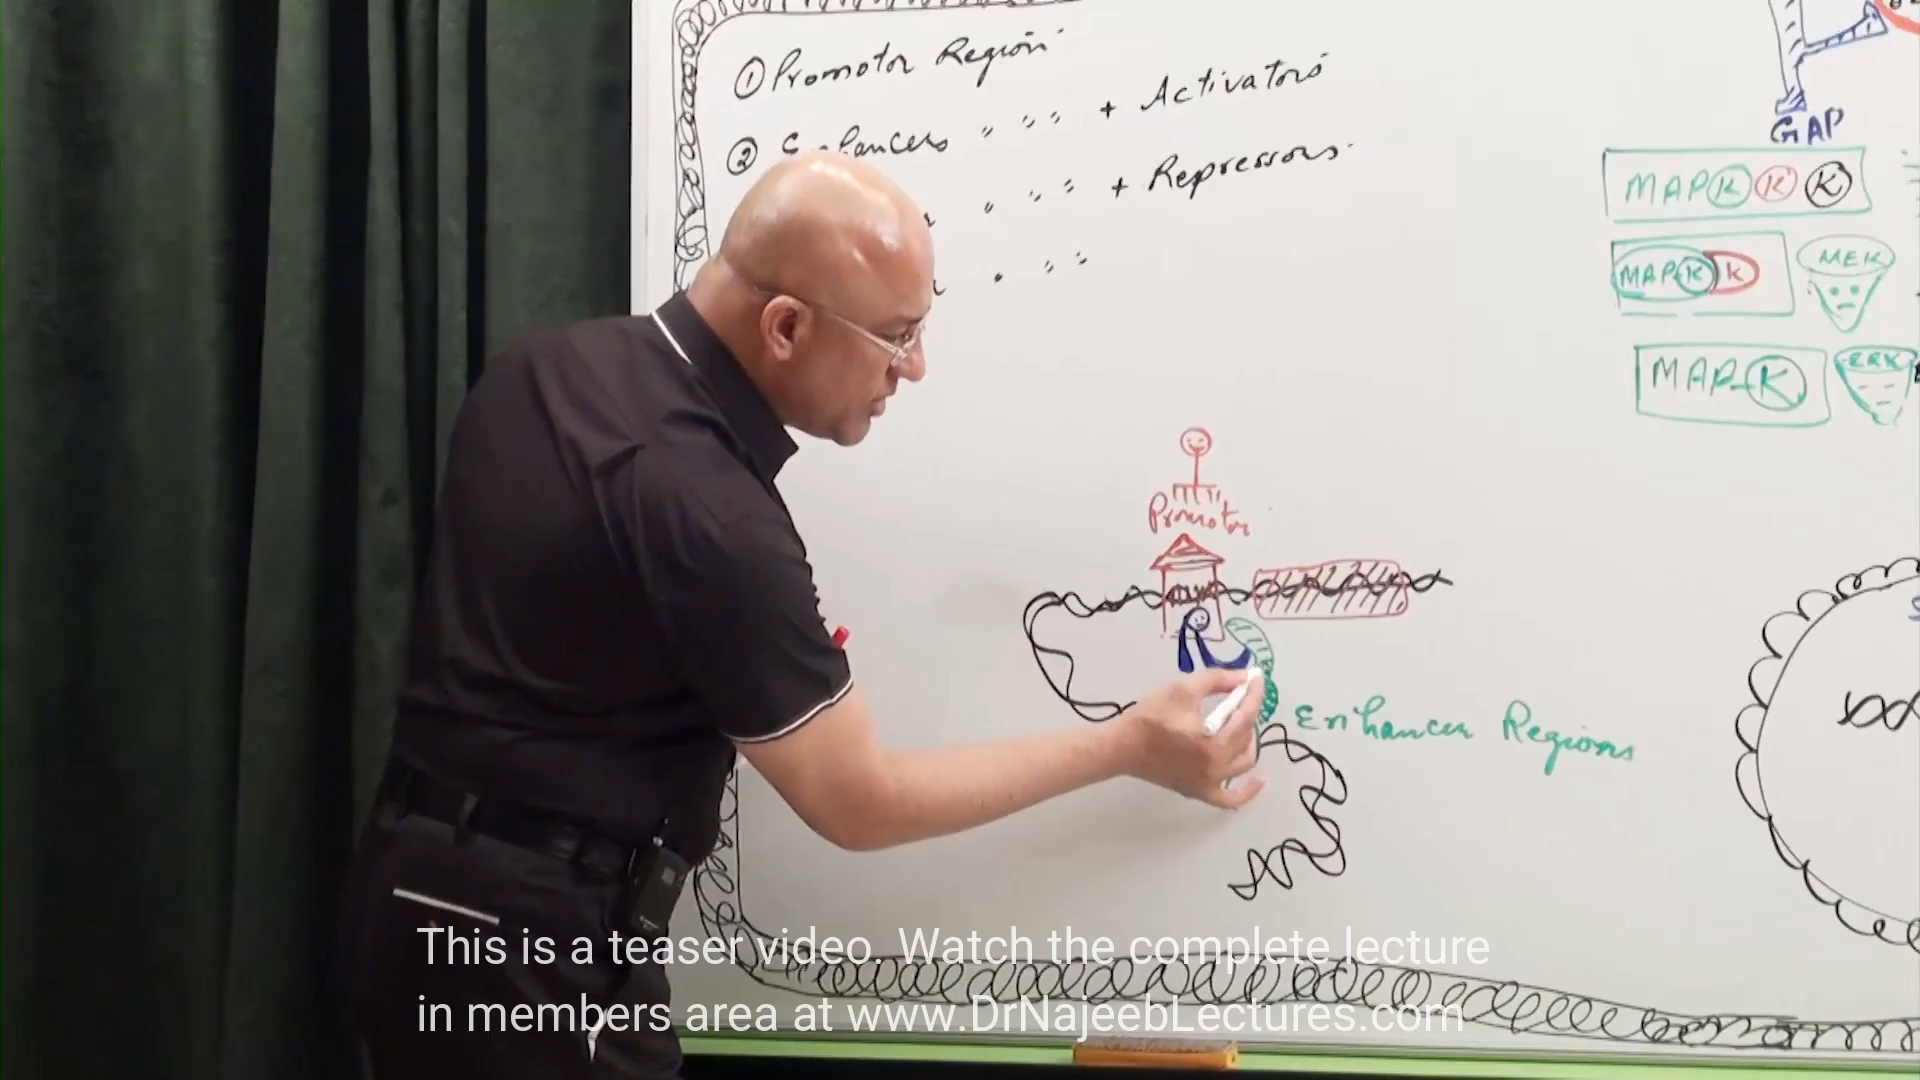 ① Promotor Region
② Enhancers " " " + Activators
" " " + Repressors
GAP
MAP K K K
MAP K K
MEK
MAP K
ERK
Promotor
Enhancer Regions
This is a teaser video. Watch the complete lecture
in members area at www.DrNajeebLectures.com